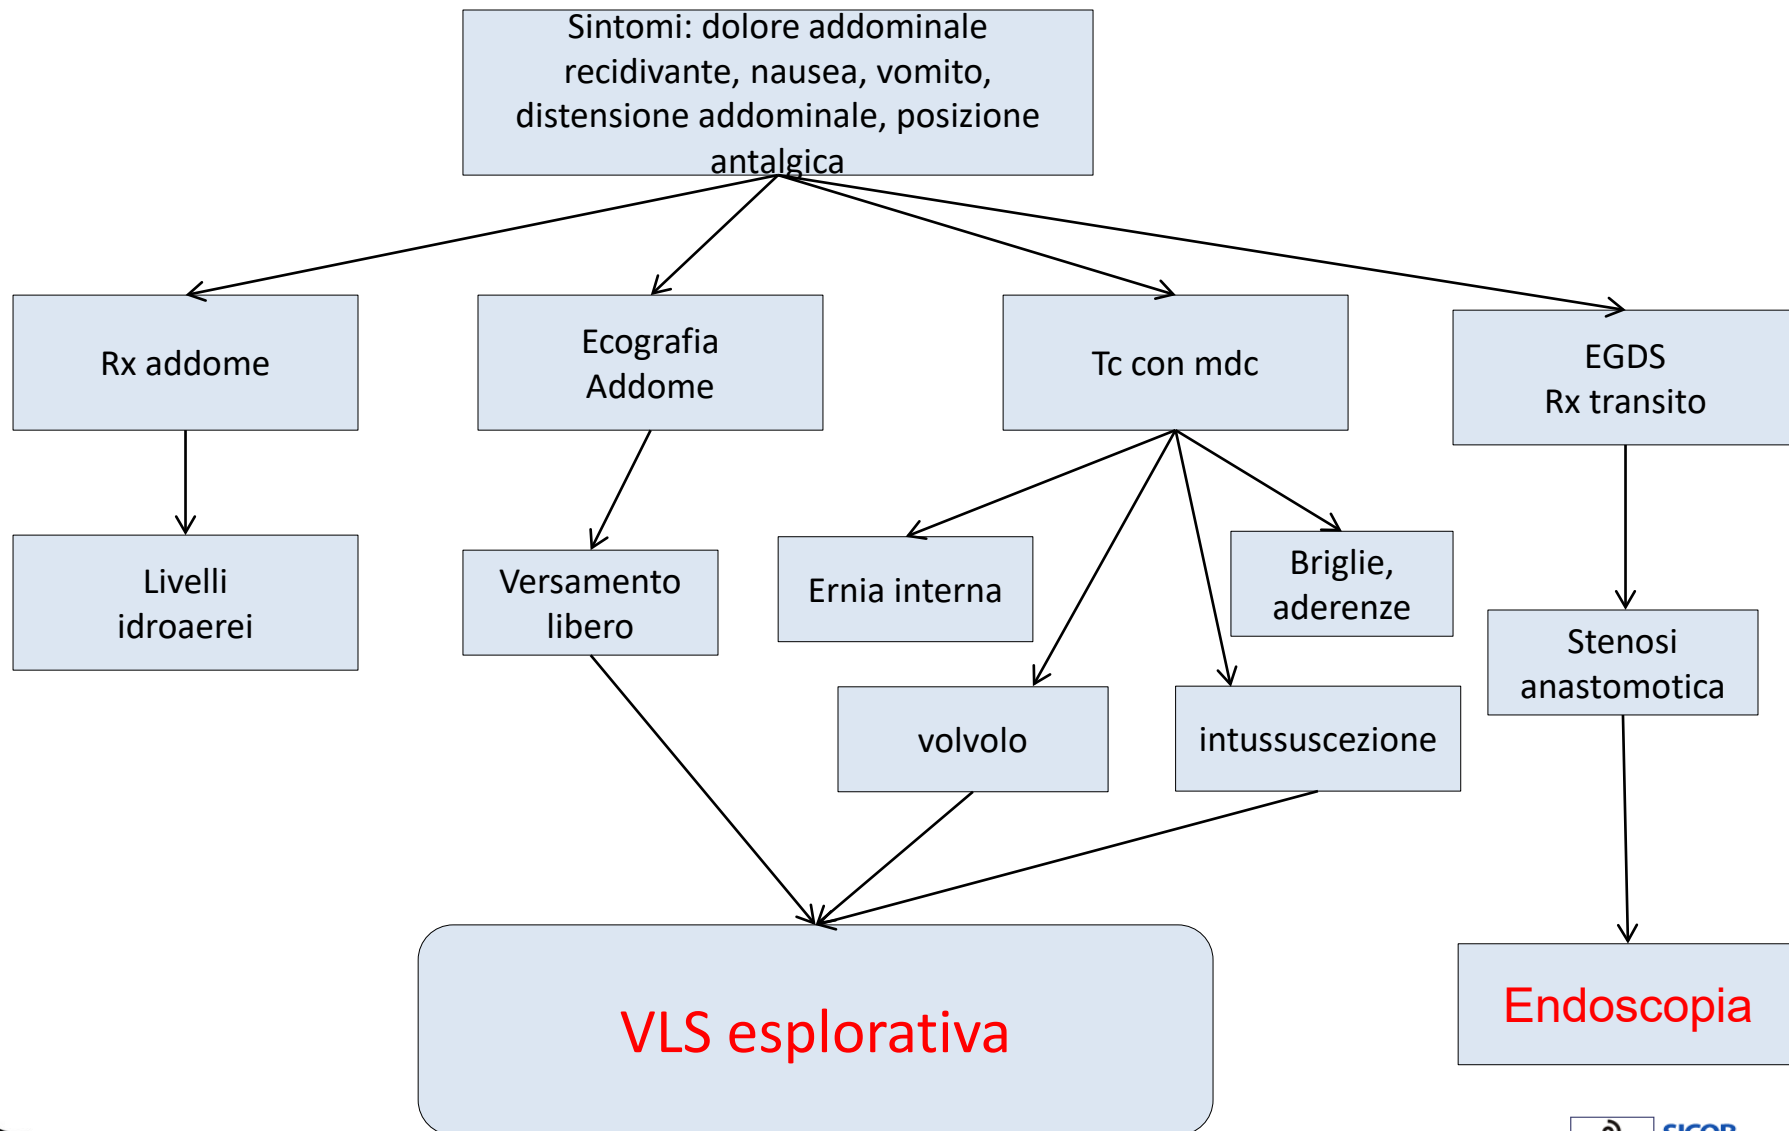 Sintomi: dolore addominale
recidivante, nausea, vomito,
distensione addominale, posizione
antalgica
Rx addome
Ecografia
Addome
Tc con mdc
EGDS
Rx transito
Livelli
idroaerei
Versamento
libero
Ernia interna
Briglie,
aderenze
Stenosi
anastomotica
volvolo
intussuscezione
VLS esplorativa
Endoscopia